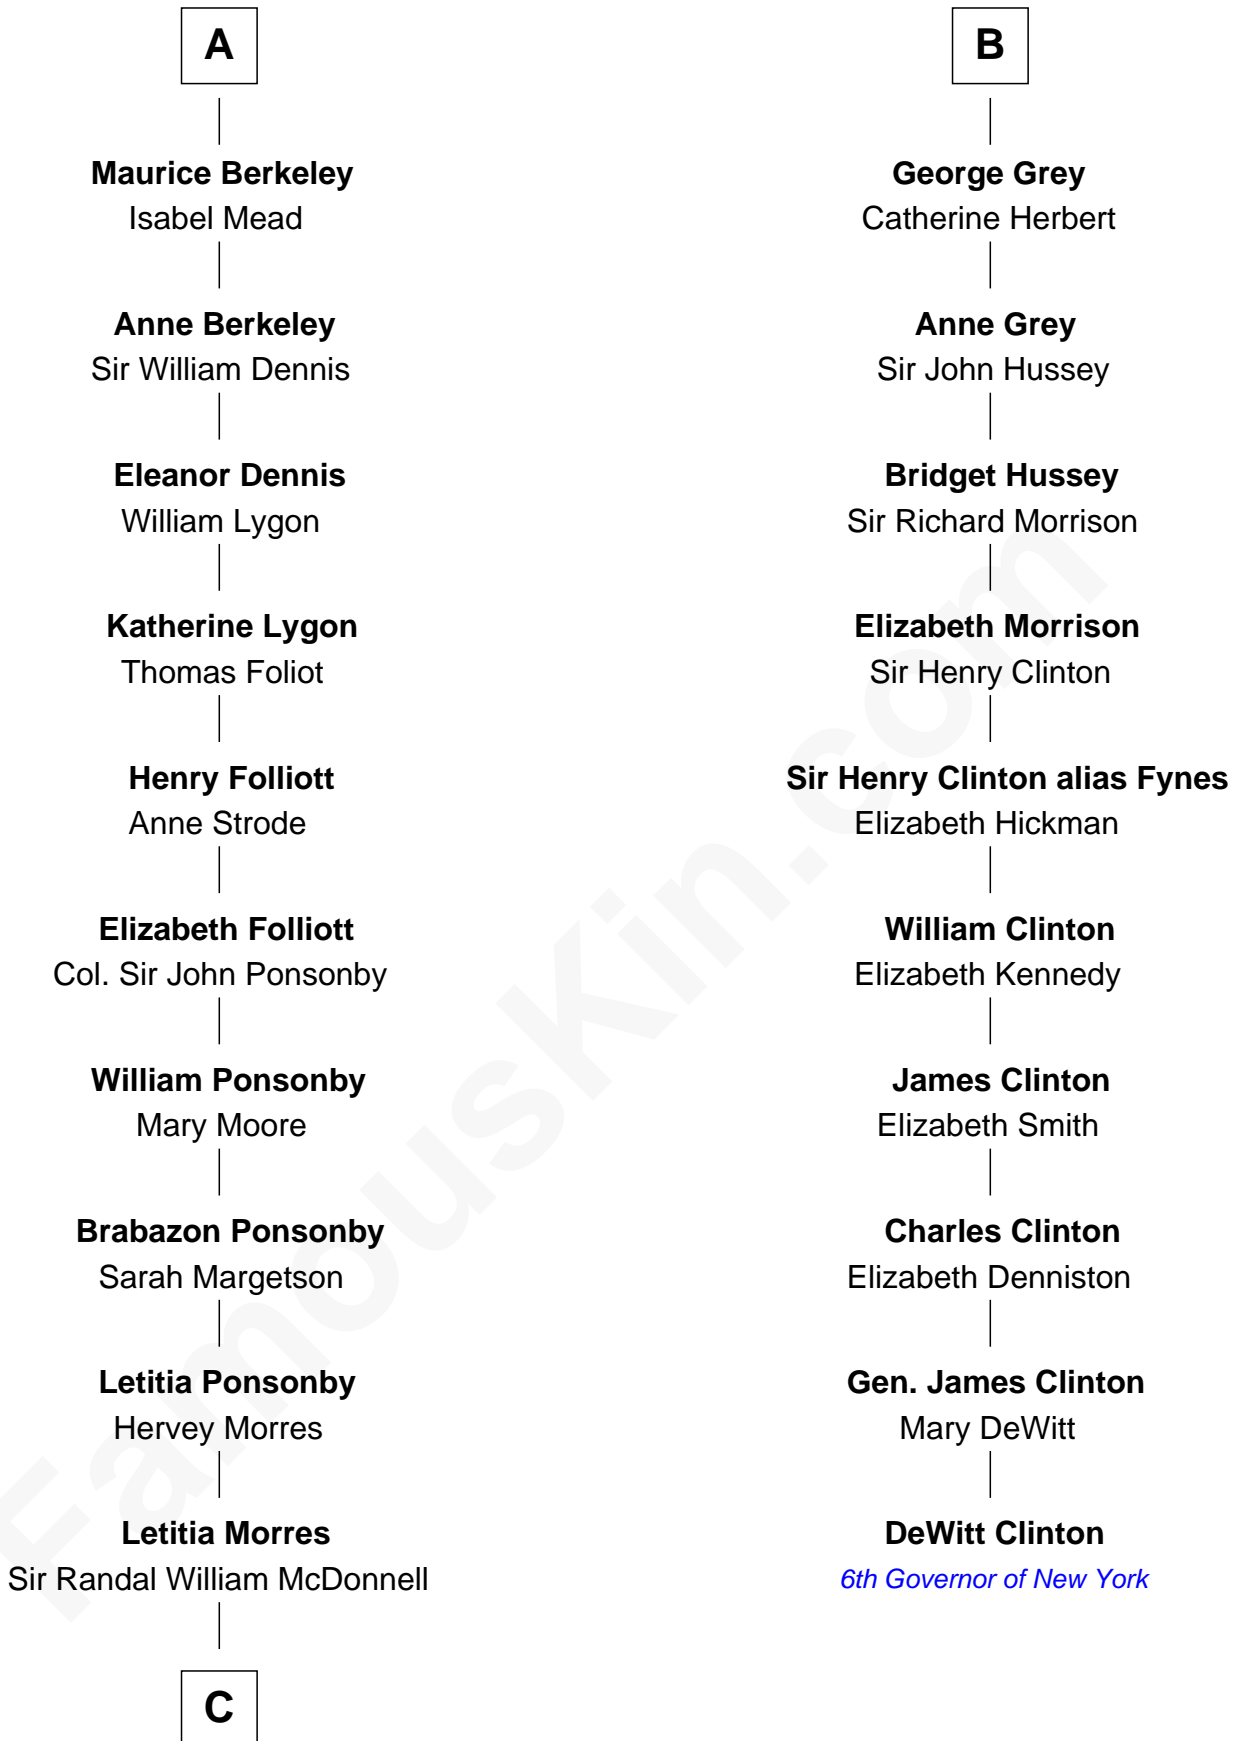 A
Maurice Berkeley
Isabel Mead
Anne Berkeley
Sir William Dennis
Eleanor Dennis
William Lygon
Katherine Lygon
Thomas Foliot
Henry Folliott
Anne Strode
Elizabeth Folliott
Col. Sir John Ponsonby
William Ponsonby
Mary Moore
Brabazon Ponsonby
Sarah Margetson
Letitia Ponsonby
Hervey Morres
Letitia Morres
Sir Randal William McDonnell
C
B
George Grey
Catherine Herbert
Anne Grey
Sir John Hussey
Bridget Hussey
Sir Richard Morrison
Elizabeth Morrison
Sir Henry Clinton
Sir Henry Clinton alias Fynes
Elizabeth Hickman
William Clinton
Elizabeth Kennedy
James Clinton
Elizabeth Smith
Charles Clinton
Elizabeth Denniston
Gen. James Clinton
Mary DeWitt
DeWitt Clinton
6th Governor of New York
FamousKin.com